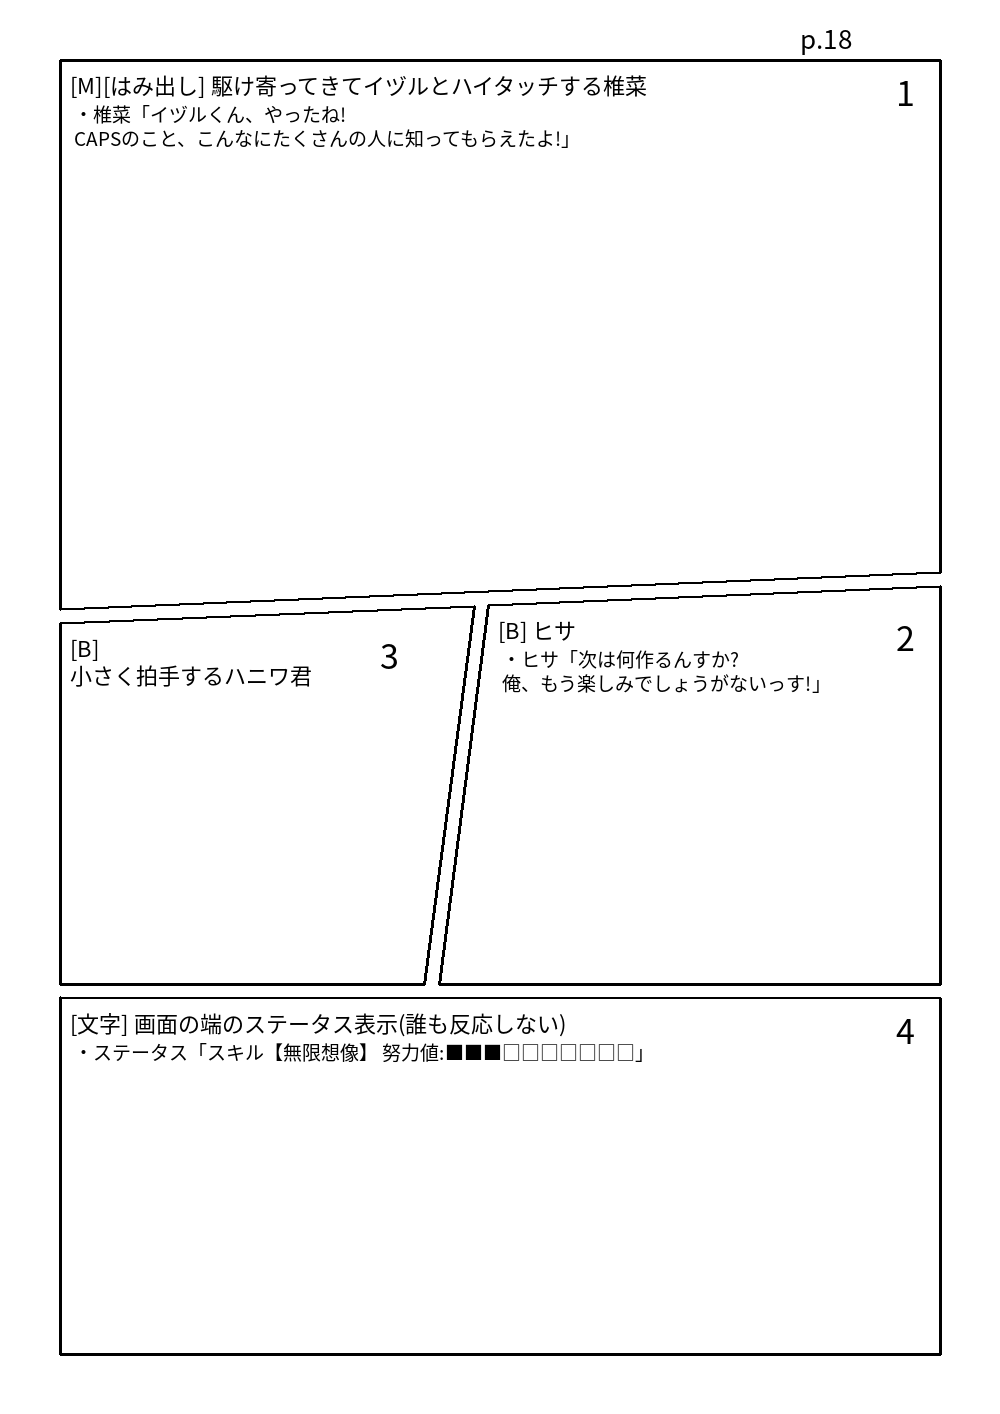 p.18
1
[M][はみ出し] 駆け寄ってきてイヅルとハイタッチする椎菜
・椎菜「イヅルくん、やったね!
CAPSのこと、こんなにたくさんの人に知ってもらえたよ!」
2
[B] ヒサ
・ヒサ「次は何作るんすか?
俺、もう楽しみでしょうがないっす!」
3
[B]
小さく拍手するハニワ君
4
[文字] 画面の端のステータス表示(誰も反応しない)
・ステータス「スキル【無限想像】 努力値:■■■□□□□□□□」